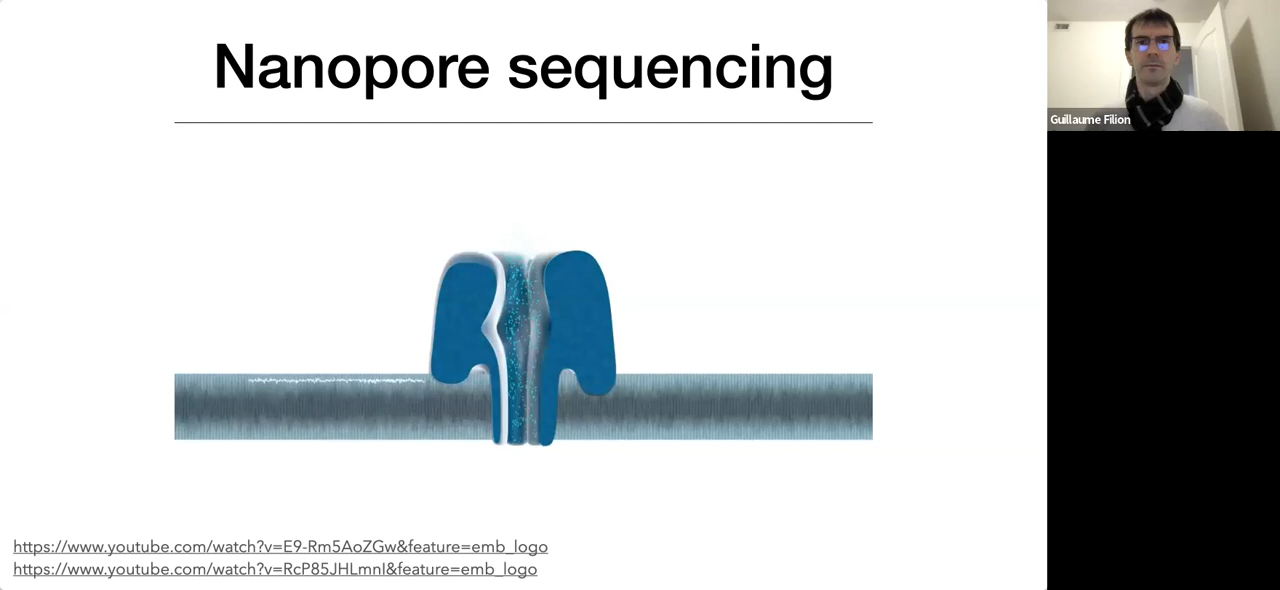 Nanopore sequencing
Guillaume Filion
https://www.youtube.com/watch?v=E9-Rm5AoZGw&feature=emb_logo
https://www.youtube.com/watch?v=RcP85JHLmnI&feature=emb_logo